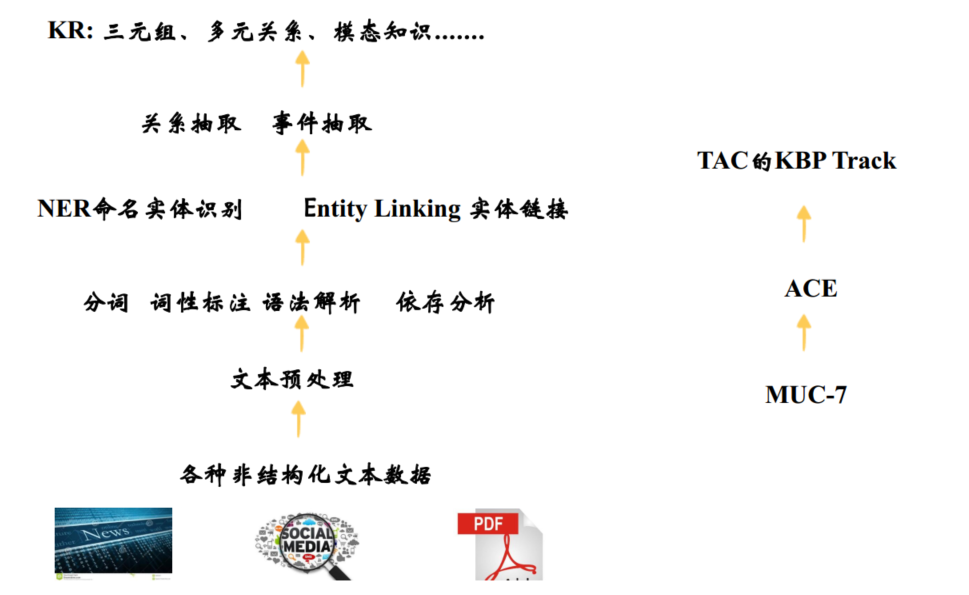 KR: 三元组、多元关系、模态知识.......
关系抽取 事件抽取
NER命名实体识别 Entity Linking 实体链接
分词 词性标注 语法解析 依存分析
文本预处理
各种非结构化文本数据
News
SOCIAL
MEDIA
PDF
TAC的KBP Track
ACE
MUC-7